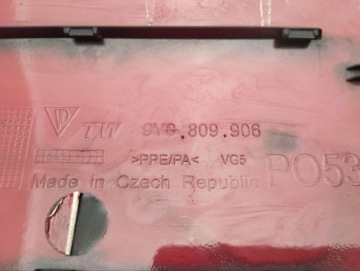 TW 9Y0.809.906
>PPE/PA< VG5
PO53
Made in Czech Republic